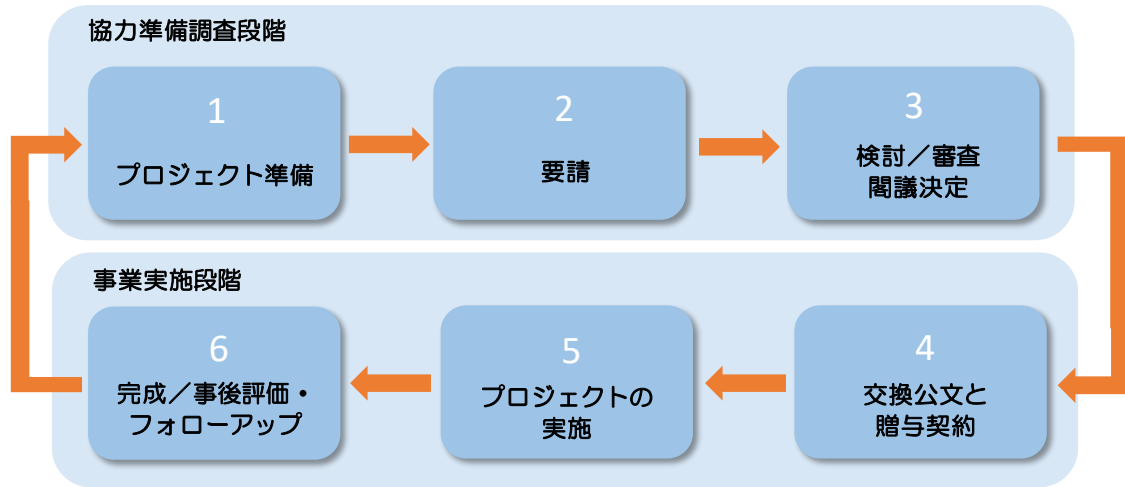 協力準備調査段階
1
プロジェクト準備
2
要請
3
検討／審査
閣議決定
事業実施段階
6
完成／事後評価・
フォローアップ
5
プロジェクトの
実施
4
交換公文と
贈与契約